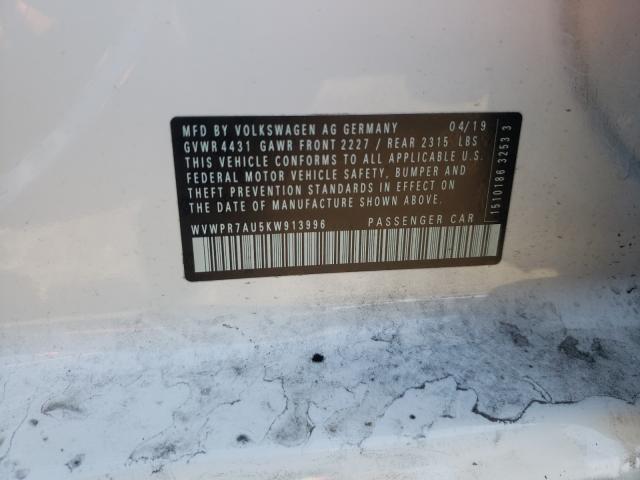 MFD BY VOLKSWAGEN AG GERMANY 04/19
GVWR 4431 GAWR FRONT 2227 / REAR 2315 LBS
THIS VEHICLE CONFORMS TO ALL APPLICABLE U.S.
FEDERAL MOTOR VEHICLE SAFETY, BUMPER AND
THEFT PREVENTION STANDARDS IN EFFECT ON
THE DATE OF MANUFACTURE SHOWN ABOVE.
WVWPR7AU5KW913996 PASSENGER CAR
1510186 3253 3